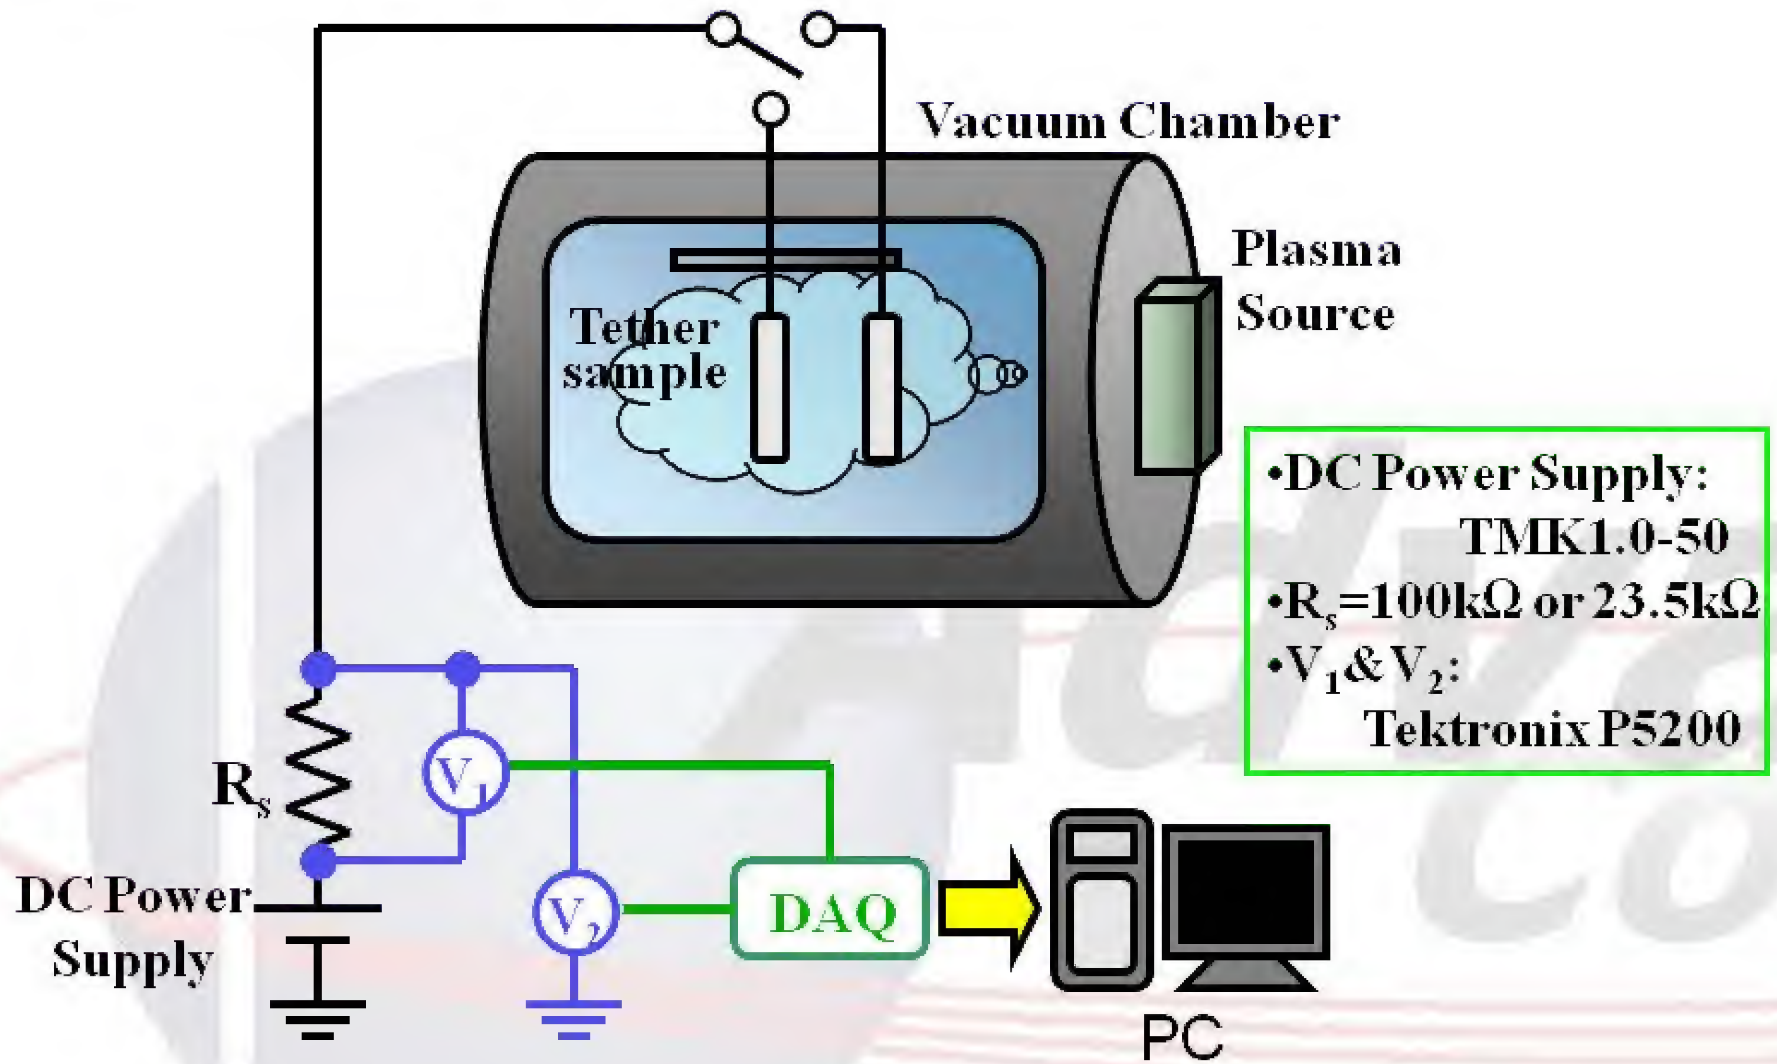 Vacuum Chamber
Plasma
Source
Tether
sample
•DC Power Supply:
TMK1.0-50
•Rₛ=100kΩ or 23.5kΩ
•V₁&V₂:
Tektronix P5200
Rₛ
V₁
DC Power
Supply
V₂
DAQ
PC